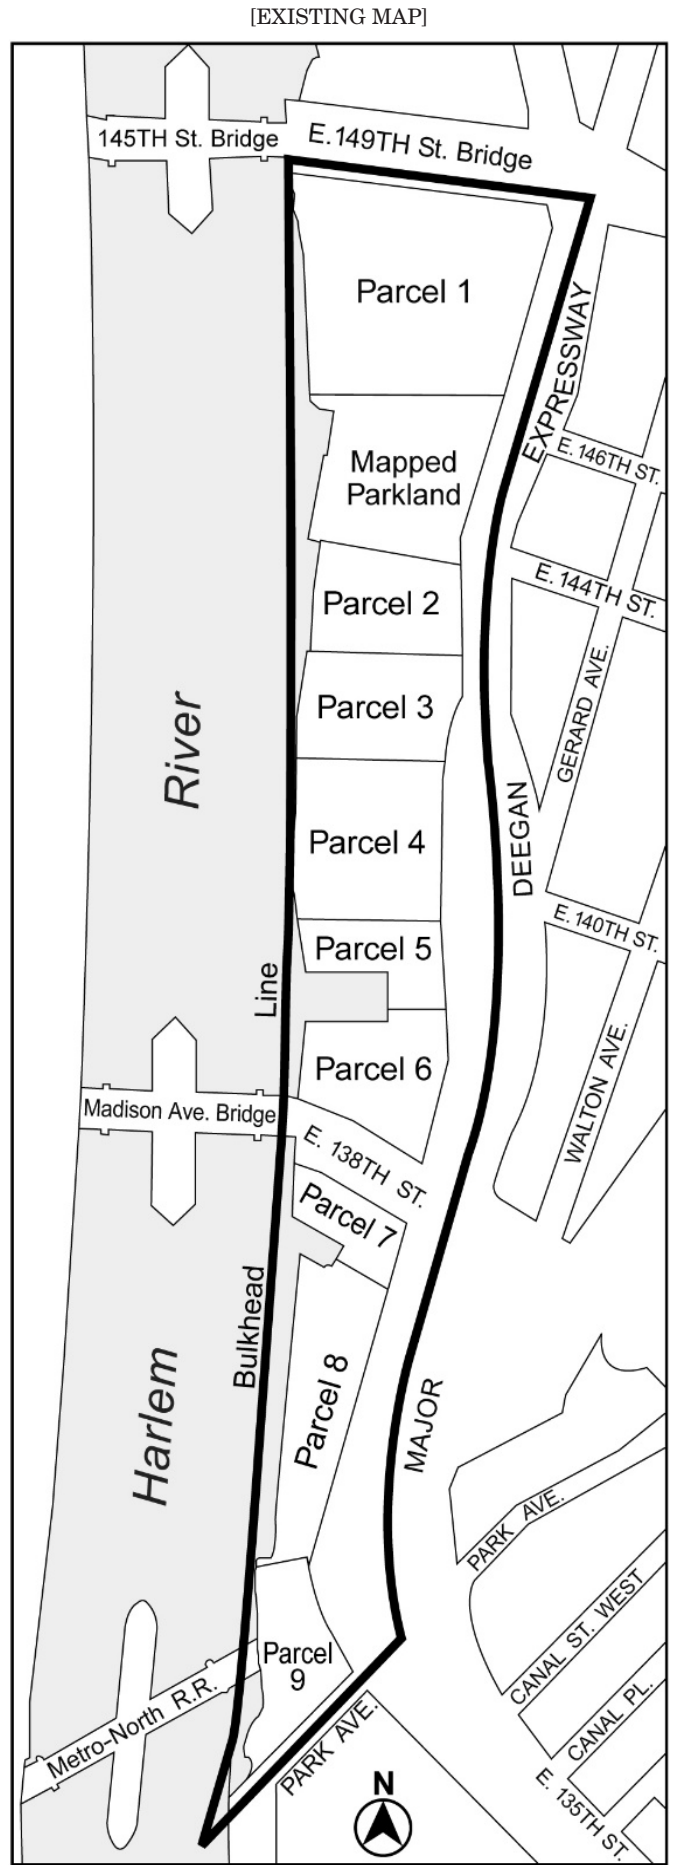 [EXISTING MAP]
145TH St. Bridge
E.149TH St. Bridge
Parcel 1
EXPRESSWAY
E. 146TH ST.
Mapped
Parkland
E. 144TH ST.
Parcel 2
GERARD AVE.
Parcel 3
River
DEEGAN
Parcel 4
E. 140TH ST.
Parcel 5
Line
WALTON AVE.
Parcel 6
Madison Ave. Bridge
E. 138TH ST.
Parcel 7
Bulkhead
Harlem
Parcel 8
MAJOR
PARK AVE.
CANAL ST. WEST
Parcel
9
Metro-North R.R.
CANAL PL.
PARK AVE.
E. 135TH ST.
N